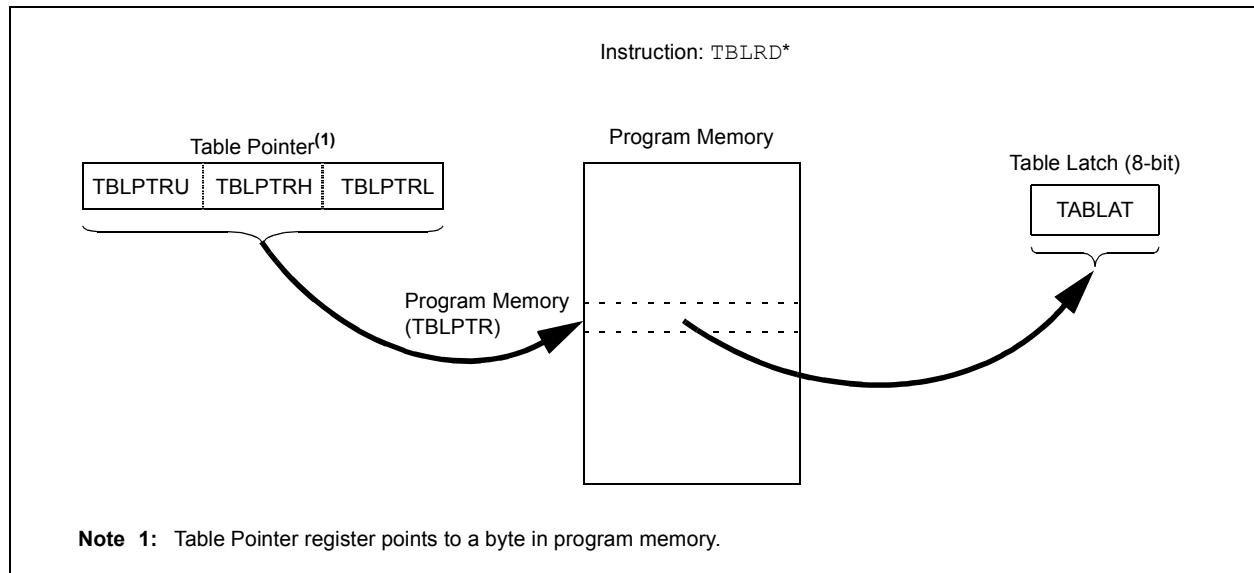 Instruction: TBLRD*
Table Pointer(1)
TBLPTRU TBLPTRH TBLPTRL
Program Memory
Table Latch (8-bit)
TABLAT
Program Memory
(TBLPTR)
Note 1: Table Pointer register points to a byte in program memory.